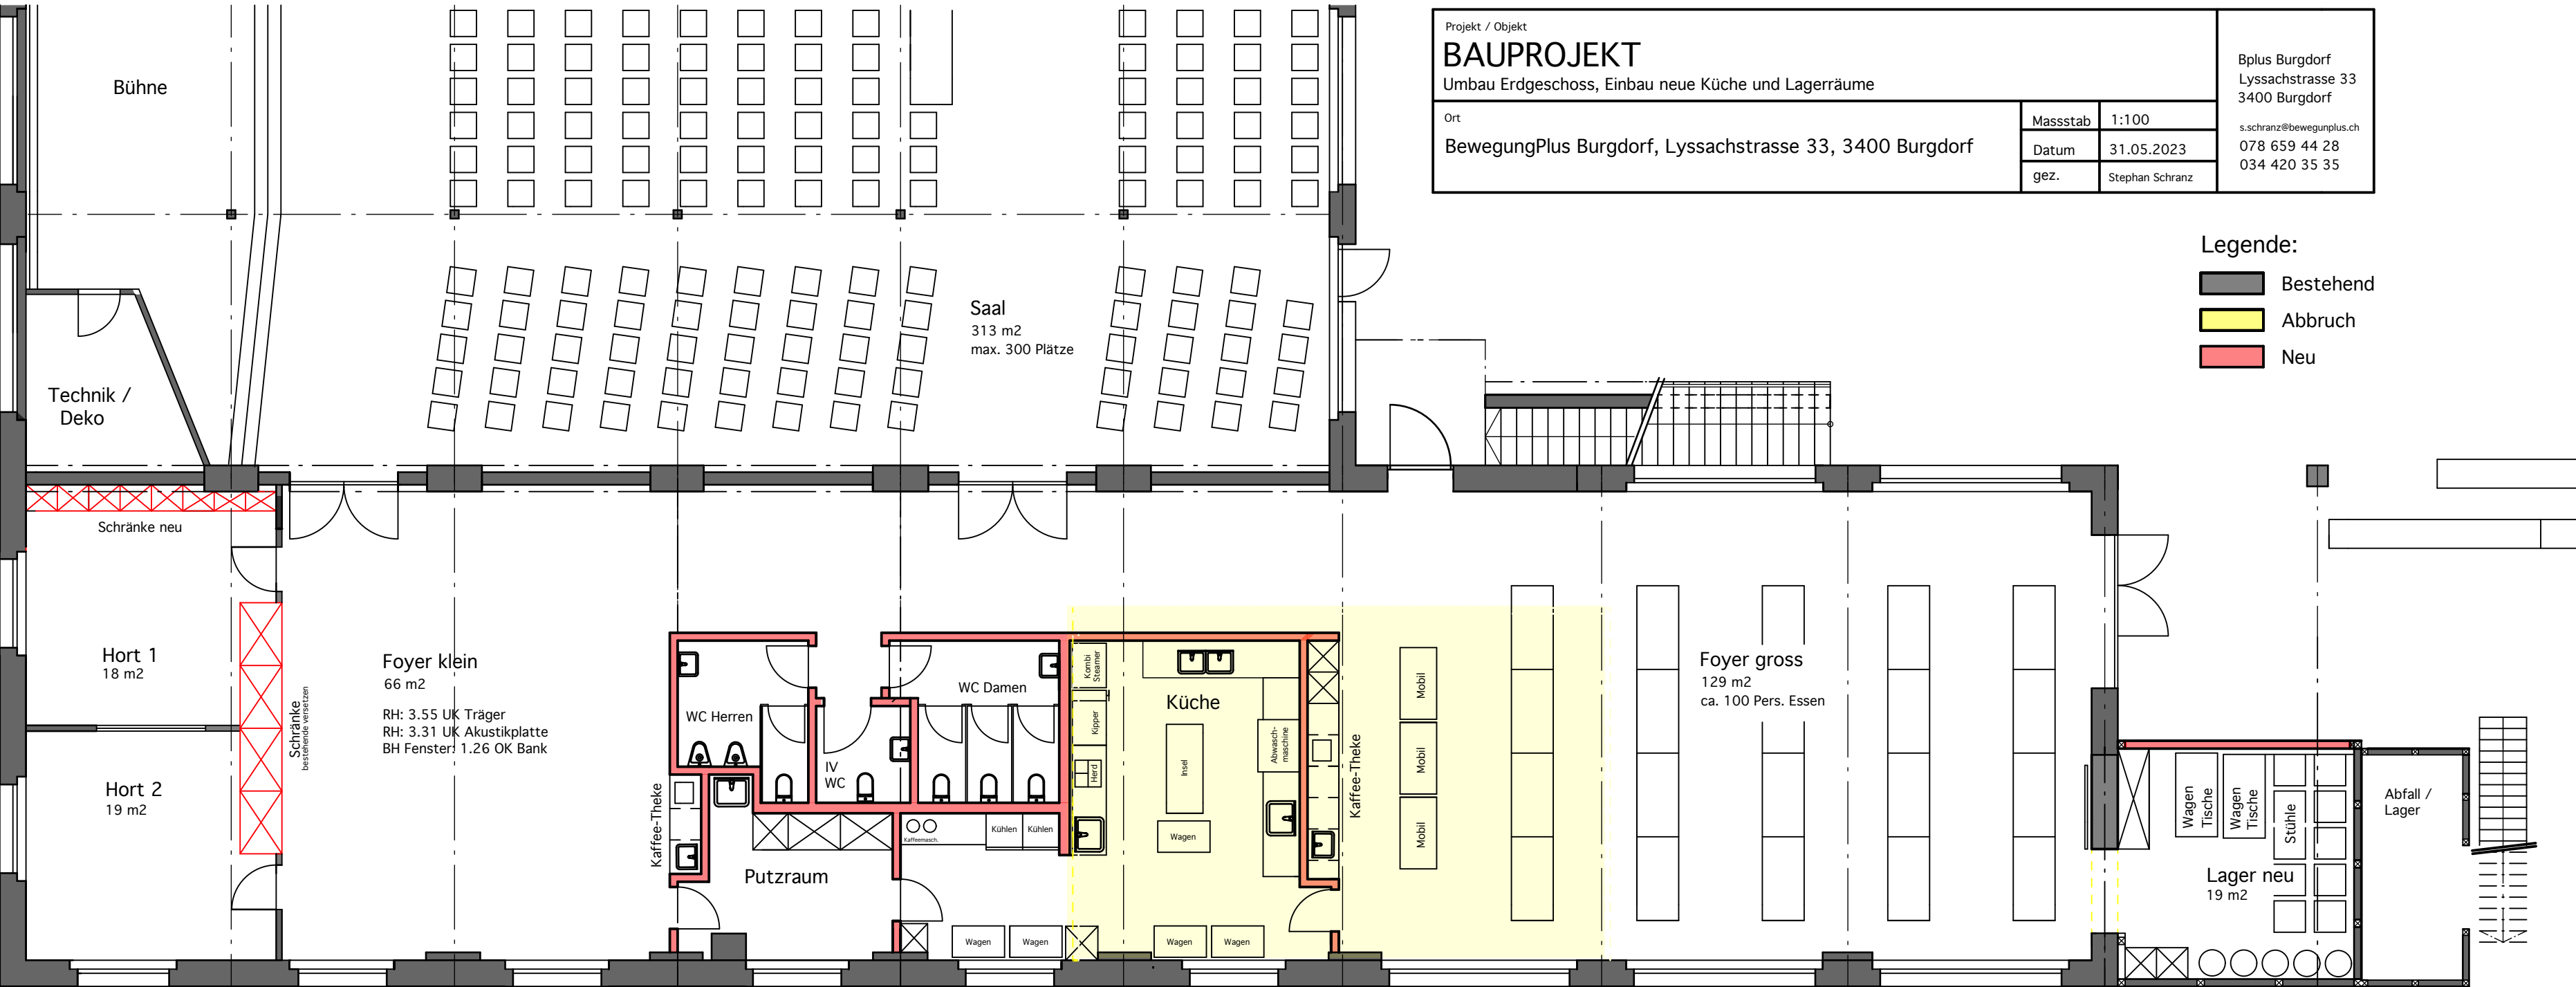 Projekt / Objekt
BAUPROJEKT
Umbau Erdgeschoss, Einbau neue Küche und Lagerräume
Ort
BewegungPlus Burgdorf, Lyssachstrasse 33, 3400 Burgdorf
Massstab 1:100
Datum 31.05.2023
gez. Stephan Schranz
Bplus Burgdorf
Lyssachstrasse 33
3400 Burgdorf
s.schranz@bewegunplus.ch
078 659 44 28
034 420 35 35
Legende:
Bestehend
Abbruch
Neu
Bühne
Technik /
Deko
Saal
313 m2
max. 300 Plätze
Schränke neu
Hort 1
18 m2
Hort 2
19 m2
Schränke
bestehende versetzen
Foyer klein
66 m2
RH: 3.55 UK Träger
RH: 3.31 UK Akustikplatte
BH Fenster: 1.26 OK Bank
Kaffee-Theke
WC Herren
IV
WC
WC Damen
Putzraum
Kaffeemasch.
Kühlen
Kühlen
Wagen
Wagen
Kombi
Steamer
Kipper
Herd
Küche
Insel
Abwasch-
maschine
Wagen
Wagen
Wagen
Kaffee-Theke
Mobil
Mobil
Mobil
Foyer gross
129 m2
ca. 100 Pers. Essen
Wagen
Tische
Wagen
Tische
Stühle
Lager neu
19 m2
Abfall /
Lager